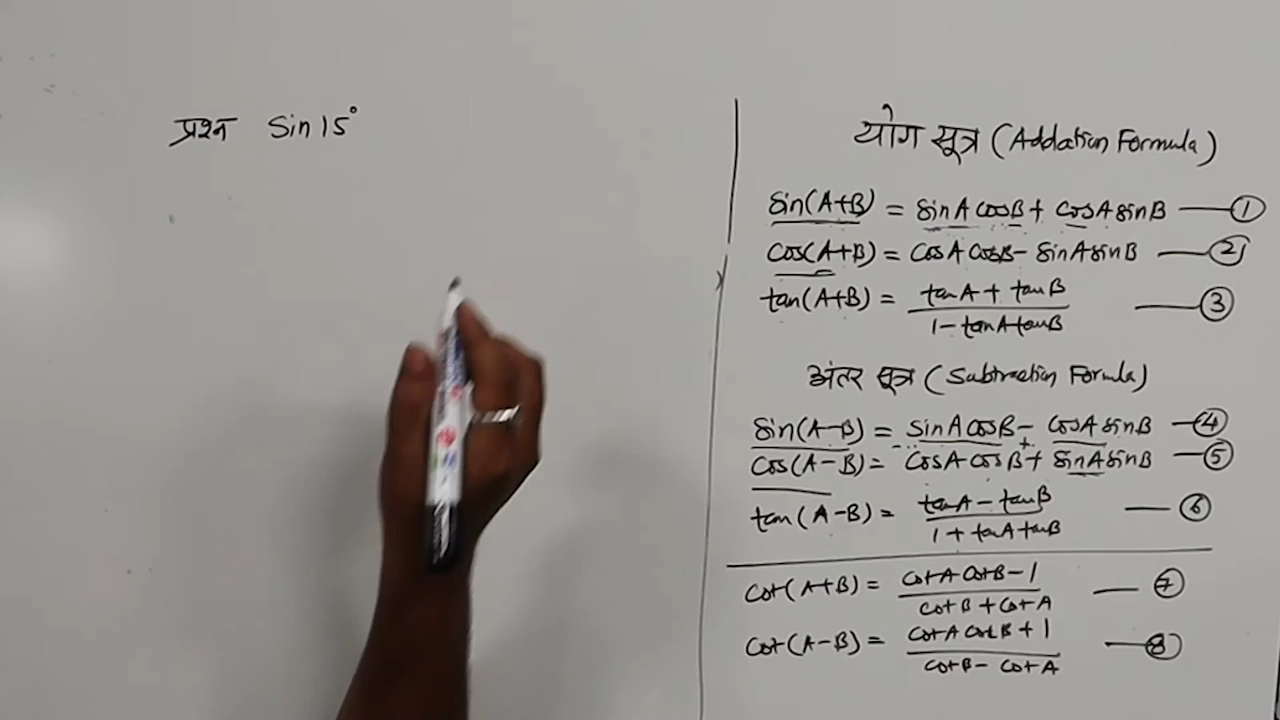 प्रश्न Sin 15°
योग सूत्र (Addation Formula)
sin(A+B) = sinA cosB + cosA sinB — ①
cos(A+B) = cosA cosB - sinA sinB — ②
tan(A+B) = tanA + tanB — ③
1 - tanA tanB
अंतर सूत्र (Subtraction Formula)
sin(A-B) = sinA cosB - cosA sinB — ④
cos(A-B) = cosA cosB + sinA sinB — ⑤
tan(A-B) = tanA - tanB — ⑥
1 + tanA tanB
cot(A+B) = cotA cotB - 1 — ⑦
cotB + cotA
cot(A-B) = cotA cotB + 1 — ⑧
cotB - cotA